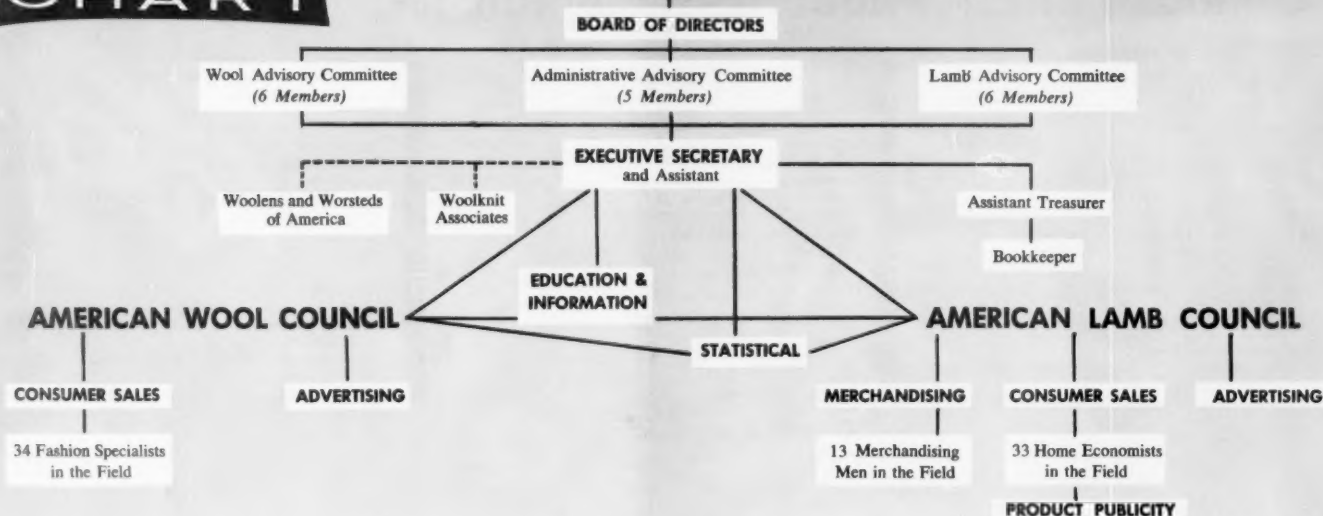 CHART
BOARD OF DIRECTORS
Wool Advisory Committee
(6 Members)
Administrative Advisory Committee
(5 Members)
Lamb Advisory Committee
(6 Members)
EXECUTIVE SECRETARY
and Assistant
Woolens and Worsteds
of America
Woolknit
Associates
Assistant Treasurer
Bookkeeper
EDUCATION &
INFORMATION
AMERICAN WOOL COUNCIL
AMERICAN LAMB COUNCIL
STATISTICAL
CONSUMER SALES
ADVERTISING
MERCHANDISING
CONSUMER SALES
ADVERTISING
34 Fashion Specialists
in the Field
13 Merchandising
Men in the Field
33 Home Economists
in the Field
PRODUCT PUBLICITY